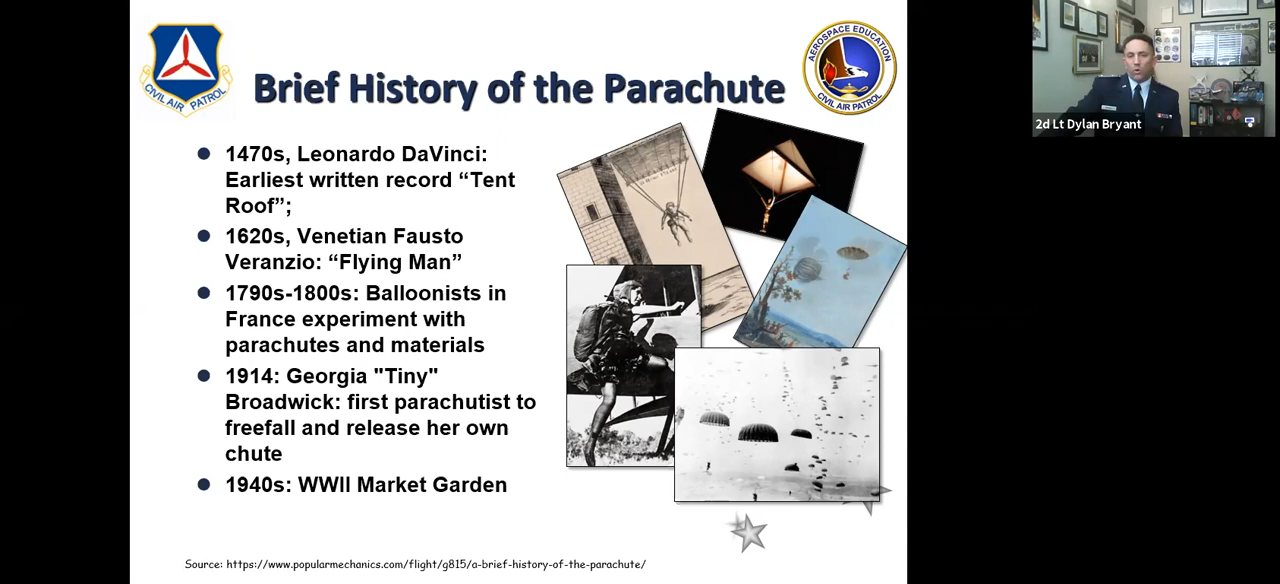 CIVIL AIR PATROL
Brief History of the Parachute
AEROSPACE EDUCATION
CIVIL AIR PATROL
2d Lt Dylan Bryant
1470s, Leonardo DaVinci:
Earliest written record “Tent
Roof”;
1620s, Venetian Fausto
Veranzio: “Flying Man”
1790s-1800s: Balloonists in
France experiment with
parachutes and materials
1914: Georgia "Tiny"
Broadwick: first parachutist to
freefall and release her own
chute
1940s: WWII Market Garden
Source: https://www.popularmechanics.com/flight/g815/a-brief-history-of-the-parachute/